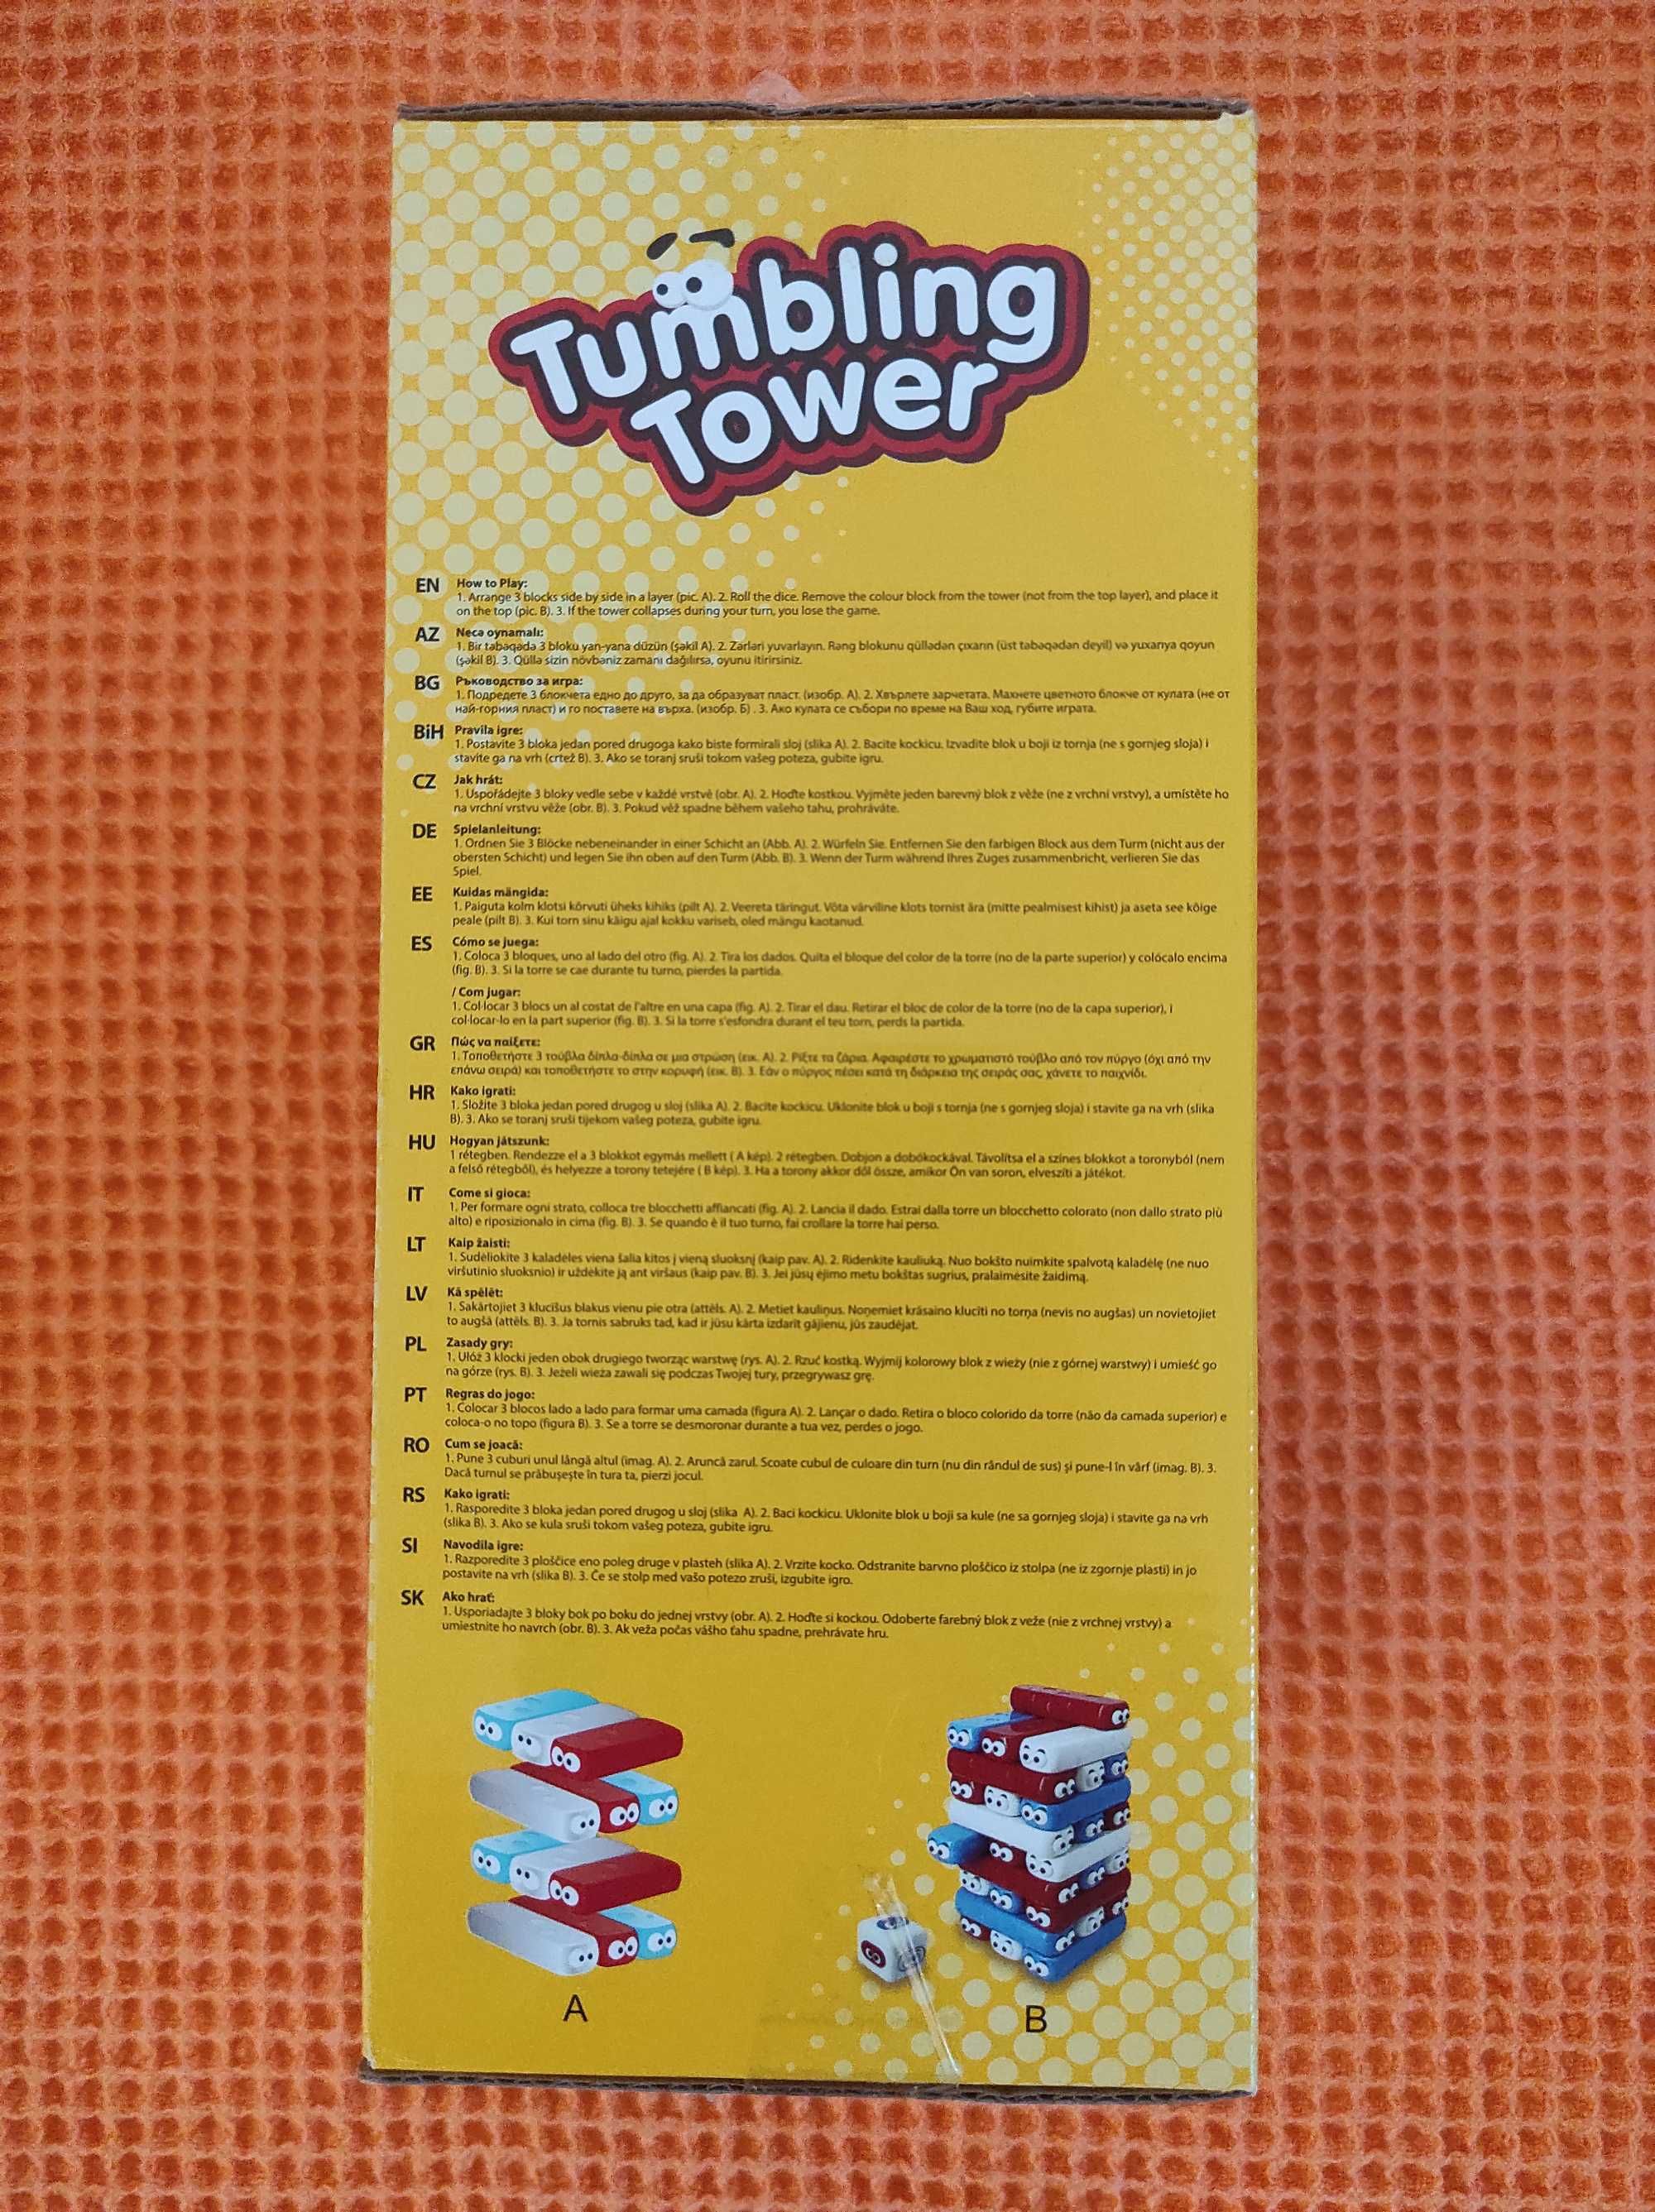 Tumbling
Tower
EN How to Play:
1. Arrange 3 blocks side by side in a layer (pic. A). 2. Roll the dice. Remove the colour block from the tower (not from the top layer), and place it
on the top (pic. B). 3. If the tower collapses during your turn, you lose the game.
AZ Neca oynamalı:
1. Bir tabaqada 3 bloku yan-yana düzün (şəkil A). 2. Zərləri yuvarlayın. Rəng blokunu qüllədən çıxarın (üst tabəqədan deyil) və yuxarıya qoyun
(şəkil B). 3. Qüllə sizin növbəniz zamanı dağılırsa, oyunu itirirsiniz.
BG Ръководство за игра:
1. Подредете 3 блокчета едно до друго, за да образуват пласт. (изобр. А). 2. Хвърлете зарчетата. Махнете цветното блокче от кулата (не от
най-горния пласт) и го поставете на върха. (изобр. Б) . 3. Ако кулата се събори по време на Ваш ход, губите играта.
BiH Pravila igre:
1. Postavite 3 bloka jedan pored drugoga kako biste formirali sloj (slika A). 2. Bacite kockicu. Izvadite blok u boji iz tornja (ne s gornjeg sloja) i
stavite ga na vrh (crtež B). 3. Ako se toranj sruši tokom vašeg poteza, gubite igru.
CZ Jak hrát:
1. Uspořádejte 3 bloky vedle sebe v každé vrstvě (obr. A). 2. Hoďte kostkou. Vyjměte jeden barevný blok z věže (ne z vrchní vrstvy), a umístěte ho
na vrchní vrstvu věže (obr. B). 3. Pokud věž spadne během vašeho tahu, prohráváte.
DE Spielanleitung:
1. Ordnen Sie 3 Blöcke nebeneinander in einer Schicht an (Abb. A). 2. Würfeln Sie. Entfernen Sie den farbigen Block aus dem Turm (nicht aus der
obersten Schicht) und legen Sie ihn oben auf den Turm (Abb. B). 3. Wenn der Turm während Ihres Zuges zusammenbricht, verlieren Sie das
Spiel.
EE Kuidas mängida:
1. Paiguta kolm klotsi kõrvuti üheks kihiks (pilt A). 2. Veereta täringut. Võta värviline klots tornist ära (mitte pealmisest kihist) ja aseta see kõige
peale (pilt B). 3. Kui torn sinu käigu ajal kokku variseb, oled mängu kaotanud.
ES Cómo se juega:
1. Coloca 3 bloques, uno al lado del otro (fig. A). 2. Tira los dados. Quita el bloque del color de la torre (no de la parte superior) y colócalo encima
(fig. B). 3. Si la torre se cae durante tu turno, pierdes la partida.
/ Com jugar:
1. Col·locar 3 blocs un al costat de l'altre en una capa (fig. A). 2. Tirar el dau. Retirar el bloc de color de la torre (no de la capa superior), i
col·locar-lo en la part superior (fig. B). 3. Si la torre s'esfondra durant el teu torn, perds la partida.
GR Πώς να παίξετε:
1. Τοποθετήστε 3 τούβλα δίπλα-δίπλα σε μια στρώση (εικ. A). 2. Ρίξτε τα ζάρια. Αφαιρέστε το χρωματιστό τούβλο από τον πύργο (όχι από την
επάνω σειρά) και τοποθετήστε το στην κορυφή (εικ. B). 3. Εάν ο πύργος πέσει κατά τη διάρκεια της σειράς σας, χάνετε το παιχνίδι.
HR Kako igrati:
1. Složite 3 bloka jedan pored drugog u sloj (slika A). 2. Bacite kockicu. Uklonite blok u boji s tornja (ne s gornjeg sloja) i stavite ga na vrh (slika
B). 3. Ako se toranj sruši tijekom vašeg poteza, gubite igru.
HU Hogyan játszunk:
1 rétegben. Rendezze el a 3 blokkot egymás mellett ( A kép). 2 rétegben. Dobjon a dobókockával. Távolítsa el a színes blokkot a toronyból (nem
a felső rétegből), és helyezze a torony tetejére ( B kép). 3. Ha a torony akkor dől össze, amikor Ön van soron, elveszíti a játékot.
IT Come si gioca:
1. Per formare ogni strato, colloca tre blocchetti affiancati (fig. A). 2. Lancia il dado. Estrai dalla torre un blocchetto colorato (non dallo strato più
alto) e riposizionalo in cima (fig. B). 3. Se quando è il tuo turno, fai crollare la torre hai perso.
LT Kaip žaisti:
1. Sudėliokite 3 kaladėles viena šalia kitos į vieną sluoksnį (kaip pav. A). 2. Ridenkite kauliuką. Nuo bokšto nuimkite spalvotą kaladėlę (ne nuo
viršutinio sluoksnio) ir uždėkite ją ant viršaus (kaip pav. B). 3. Jei jūsų ėjimo metu bokštas sugrius, pralaimėsite žaidimą.
LV Kā spēlēt:
1. Sakārtojiet 3 klucīšus blakus vienu pie otra (attēls. A). 2. Metiet kauliņus. Noņemiet krāsaino klucīti no torņa (nevis no augšas) un novietojiet
to augšā (attēls. B). 3. Ja tornis sabruks tad, kad ir jūsu kārta izdarīt gājienu, jūs zaudējat.
PL Zasady gry:
1. Ułóż 3 klocki jeden obok drugiego tworząc warstwę (rys. A). 2. Rzuć kostką. Wyjmij kolorowy blok z wieży (nie z górnej warstwy) i umieść go
na górze (rys. B). 3. Jeżeli wieża zawali się podczas Twojej tury, przegrywasz grę.
PT Regras do jogo:
1. Colocar 3 blocos lado a lado para formar uma camada (figura A). 2. Lançar o dado. Retira o bloco colorido da torre (não da camada superior) e
coloca-o no topo (figura B). 3. Se a torre se desmoronar durante a tua vez, perdes o jogo.
RO Cum se joacă:
1. Pune 3 cuburi unul lângă altul (imag. A). 2. Aruncă zarul. Scoate cubul de culoare din turn (nu din rândul de sus) și pune-l în vârf (imag. B). 3.
Dacă turnul se prăbușește în tura ta, pierzi jocul.
RS Kako igrati:
1. Rasporedite 3 bloka jedan pored drugog u sloj (slika A). 2. Baci kockicu. Uklonite blok u boji sa kule (ne sa gornjeg sloja) i stavite ga na vrh
(slika B). 3. Ako se kula sruši tokom vašeg poteza, gubite igru.
SI Navodila igre:
1. Razporedite 3 ploščice eno poleg druge v plasteh (slika A). 2. Vrzite kocko. Odstranite barvno ploščico iz stolpa (ne iz zgornje plasti) in jo
postavite na vrh (slika B). 3. Če se stolp med vašo potezo zruši, izgubite igro.
SK Ako hrať:
1. Usporiadajte 3 bloky bok po boku do jednej vrstvy (obr. A). 2. Hoďte si kockou. Odoberte farebný blok z veže (nie z vrchnej vrstvy) a
umiestnite ho navrch (obr. B). 3. Ak veža počas vášho ťahu spadne, prehrávate hru.
A
B